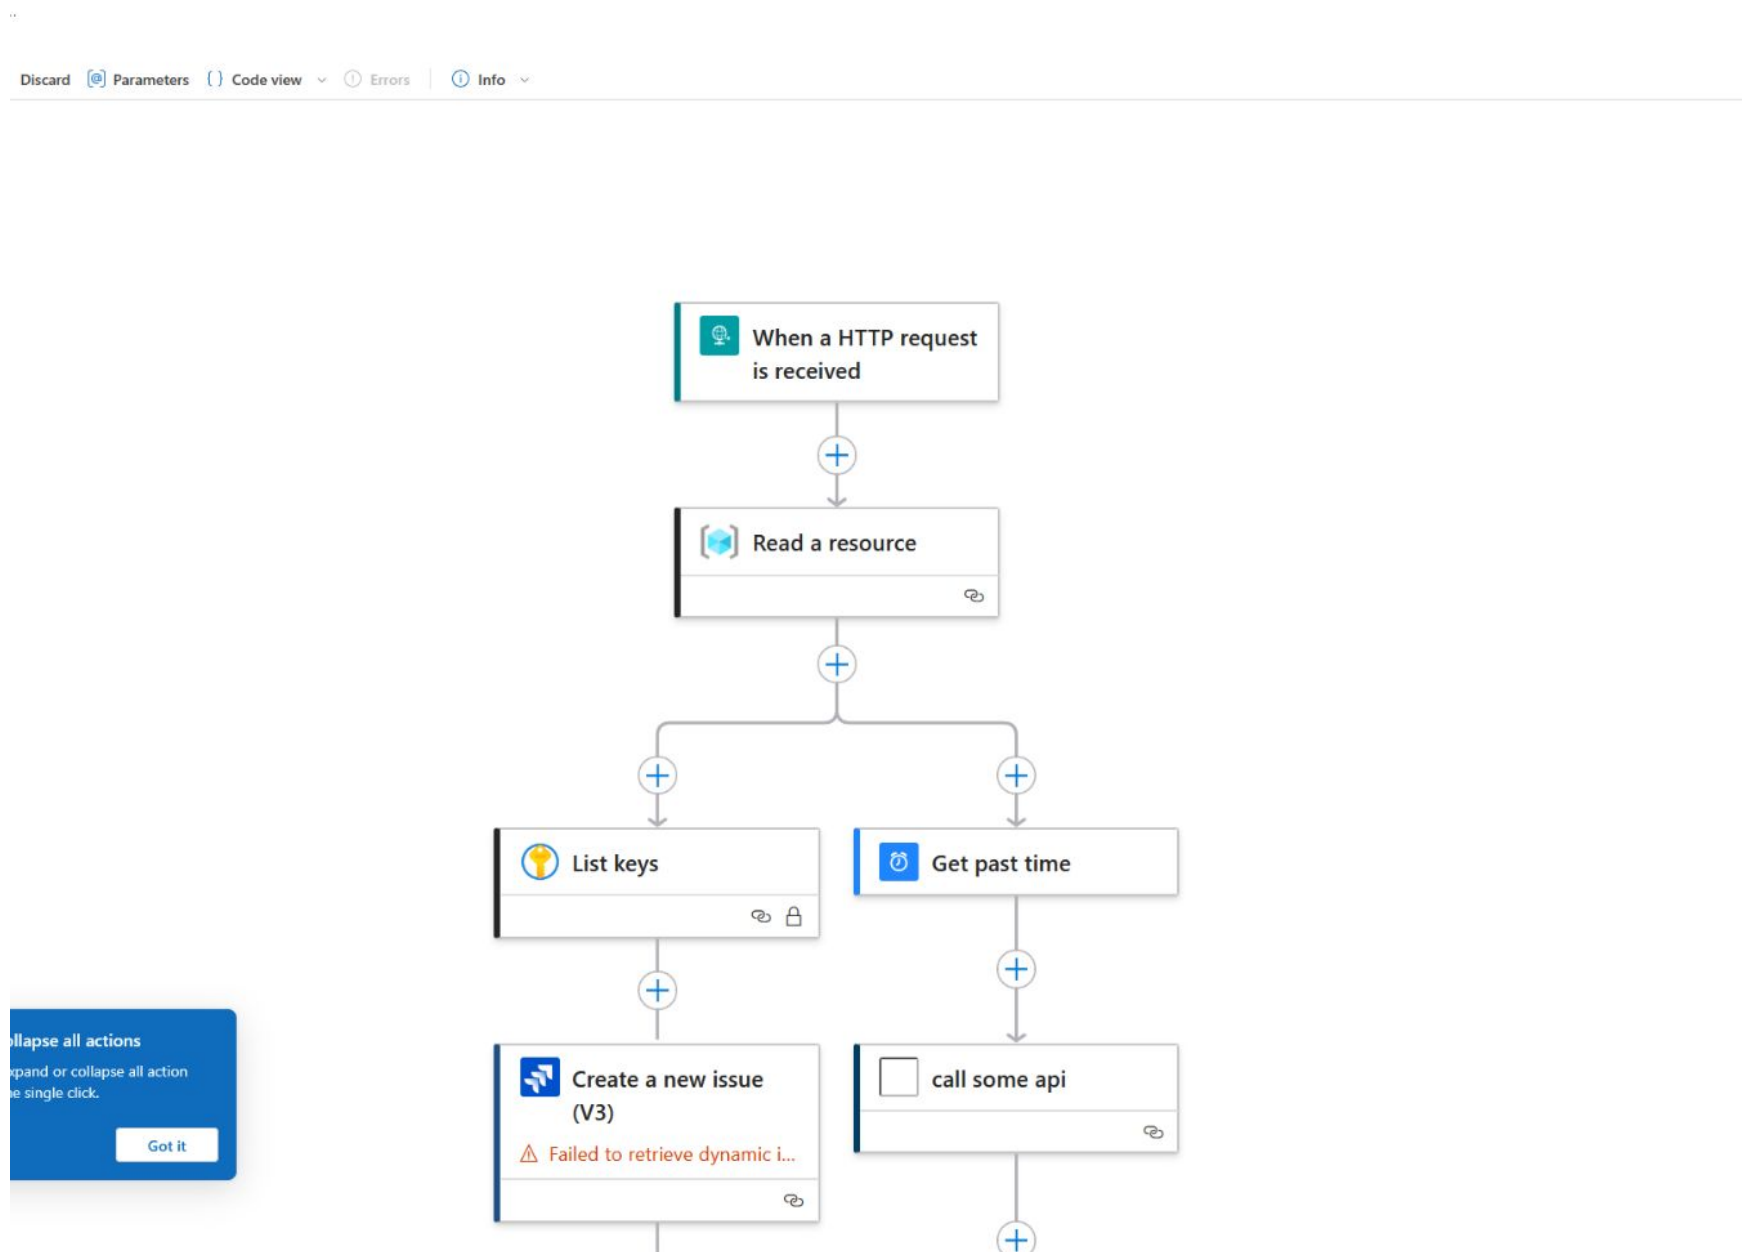 ..
Discard Parameters Code view Errors Info
When a HTTP request
is received
Read a resource
List keys
Get past time
Create a new issue
(V3)
Failed to retrieve dynamic i...
call some api
ollapse all actions
xpand or collapse all action
e single click.
Got it